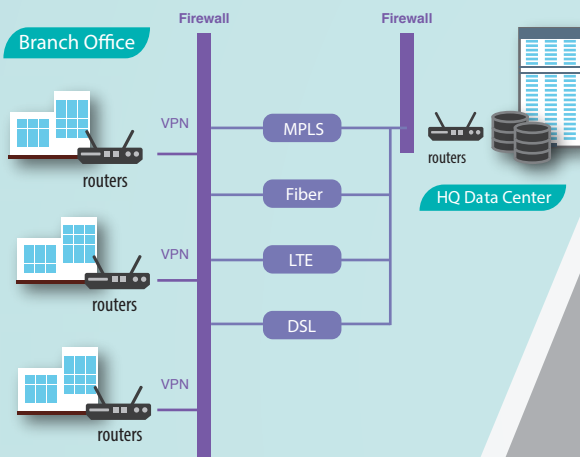 Firewall
Firewall
Branch Office
VPN
MPLS
routers
routers
Fiber
HQ Data Center
VPN
LTE
routers
DSL
VPN
routers